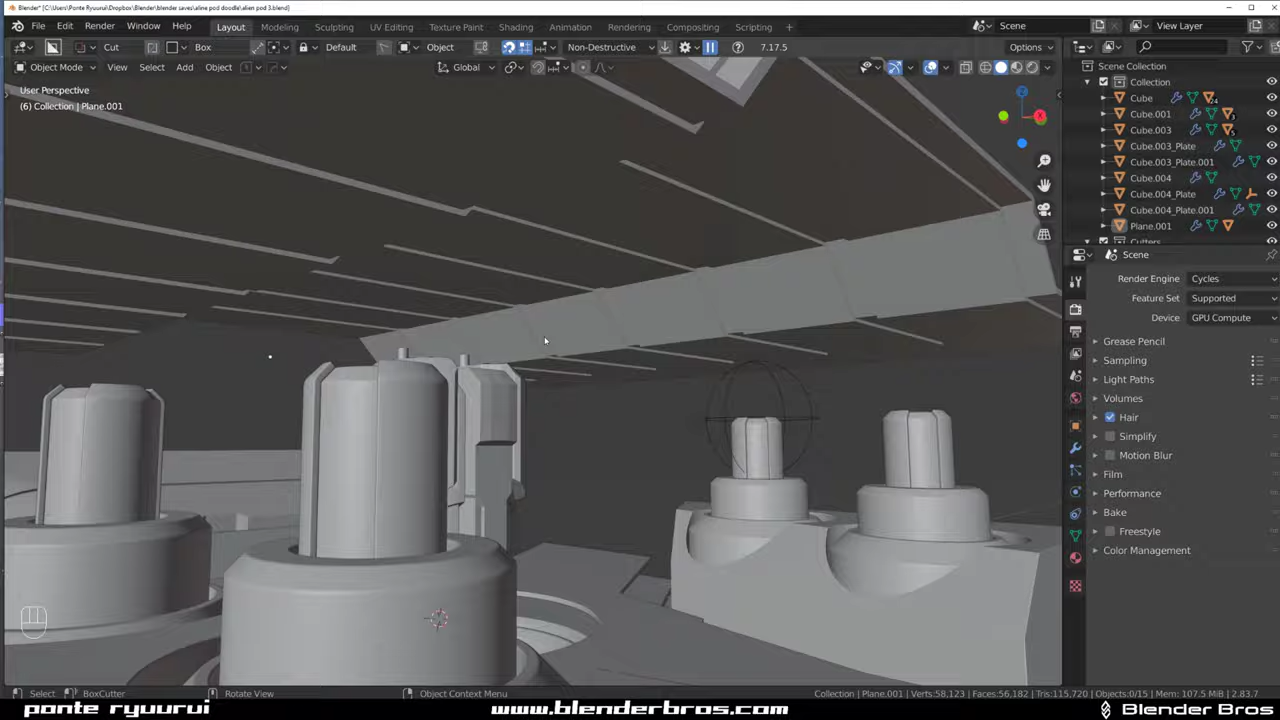 Blender* [C:\Users\Ponte Ryuurui\Dropbox\Blender\blender saves\aline pod doodle\alien pod 3.blend]
File Edit Render Window Help Layout Modeling Sculpting UV Editing Texture Paint Shading Animation Rendering Compositing Scripting + Scene View Layer
Cut Box Default Object Non-Destructive 7.17.5 Options
Object Mode View Select Add Object Global
User Perspective
(6) Collection | Plane.001
Scene Collection
Collection
Cube 24
Cube.001 3
Cube.003 5
Cube.003_Plate
Cube.003_Plate.001
Cube.004
Cube.004_Plate
Cube.004_Plate.001
Plane.001
Cutters
Scene
Render Engine Cycles
Feature Set Supported
Device GPU Compute
Grease Pencil
Sampling
Light Paths
Volumes
Hair
Simplify
Motion Blur
Film
Performance
Bake
Freestyle
Color Management
Select BoxCutter Rotate View Object Context Menu Collection | Plane.001 | Verts:58,123 | Faces:56,182 | Tris:115,720 | Objects:0/15 | Mem: 107.5 MiB | 2.83.7
ponte ryuurui www.blenderbros.com Blender Bros